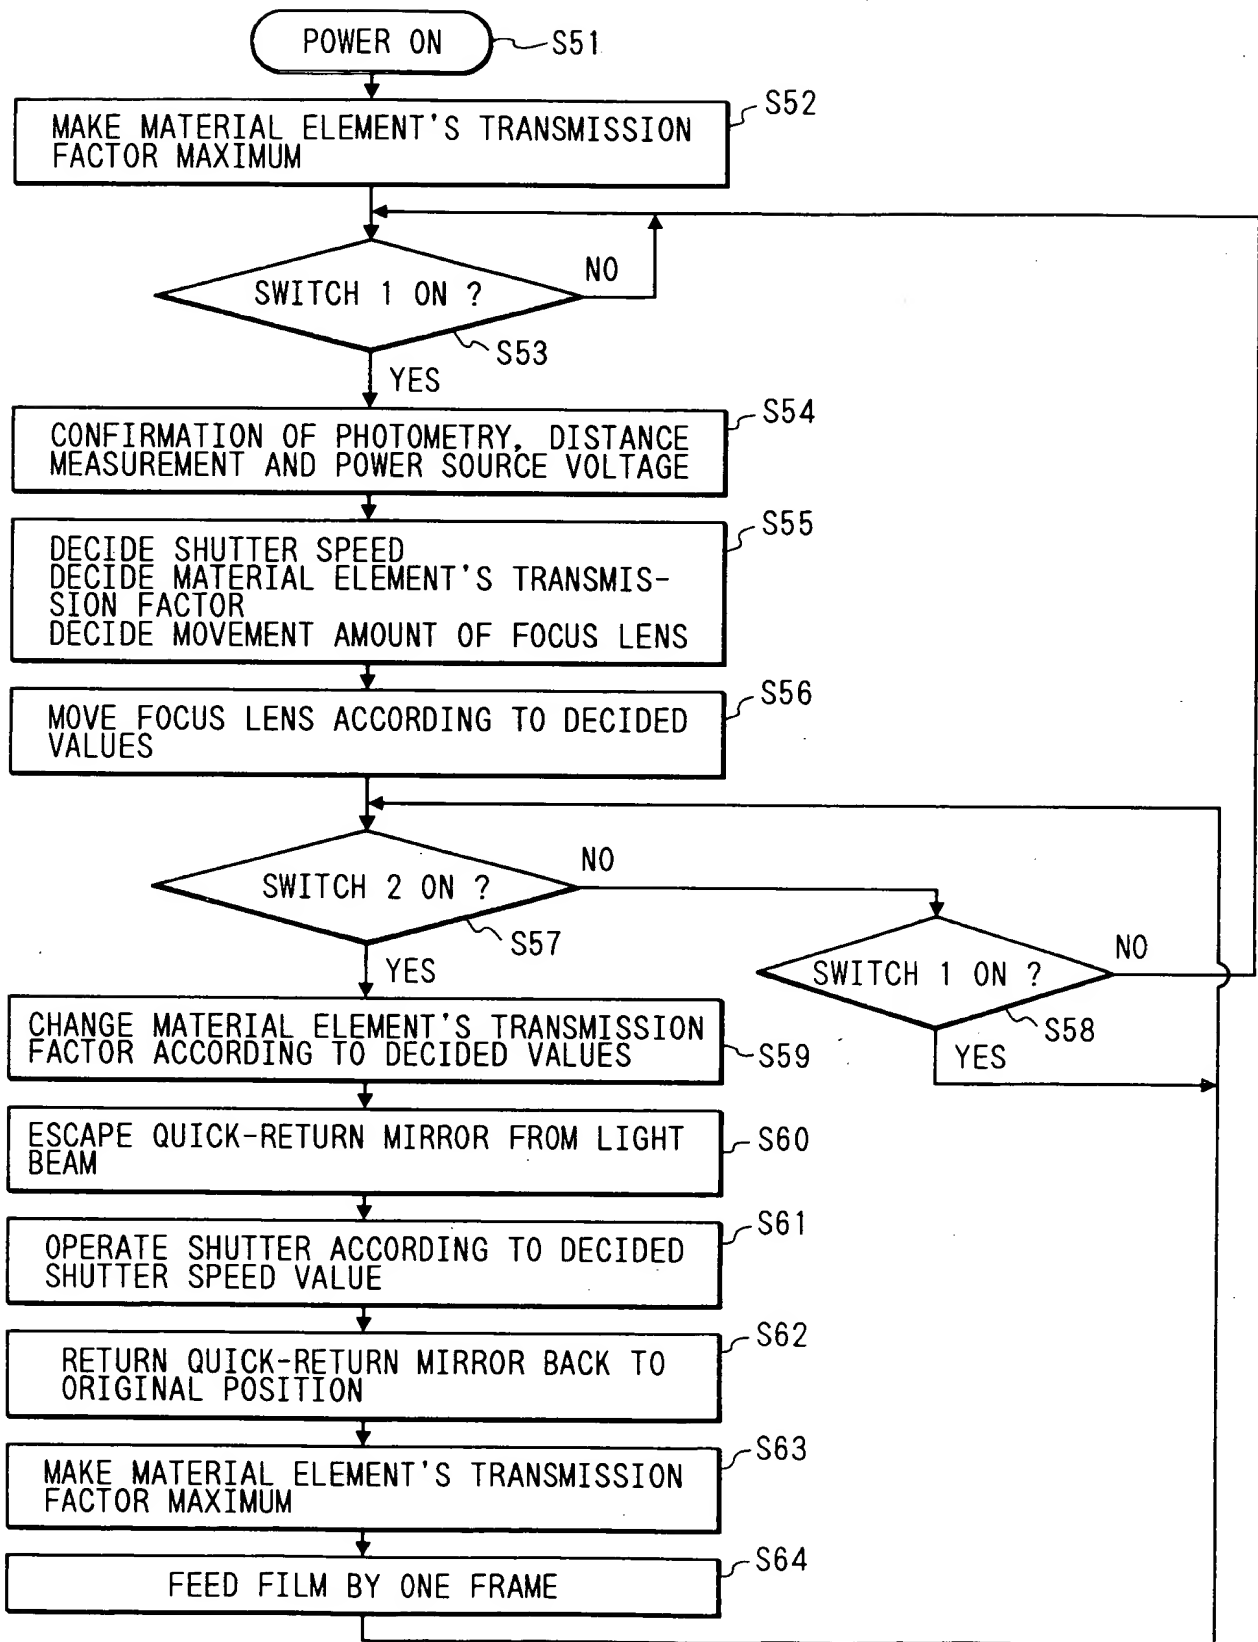 POWER ON
S51
S52
MAKE MATERIAL ELEMENT'S TRANSMISSION
FACTOR MAXIMUM
SWITCH 1 ON ?
NO
S53
YES
S54
CONFIRMATION OF PHOTOMETRY, DISTANCE
MEASUREMENT AND POWER SOURCE VOLTAGE
S55
DECIDE SHUTTER SPEED
DECIDE MATERIAL ELEMENT'S TRANSMIS-
SION FACTOR
DECIDE MOVEMENT AMOUNT OF FOCUS LENS
S56
MOVE FOCUS LENS ACCORDING TO DECIDED
VALUES
SWITCH 2 ON ?
NO
S57
YES
SWITCH 1 ON ?
NO
S58
YES
CHANGE MATERIAL ELEMENT'S TRANSMISSION
FACTOR ACCORDING TO DECIDED VALUES
S59
ESCAPE QUICK-RETURN MIRROR FROM LIGHT
BEAM
S60
S61
OPERATE SHUTTER ACCORDING TO DECIDED
SHUTTER SPEED VALUE
S62
RETURN QUICK-RETURN MIRROR BACK TO
ORIGINAL POSITION
S63
MAKE MATERIAL ELEMENT'S TRANSMISSION
FACTOR MAXIMUM
S64
FEED FILM BY ONE FRAME